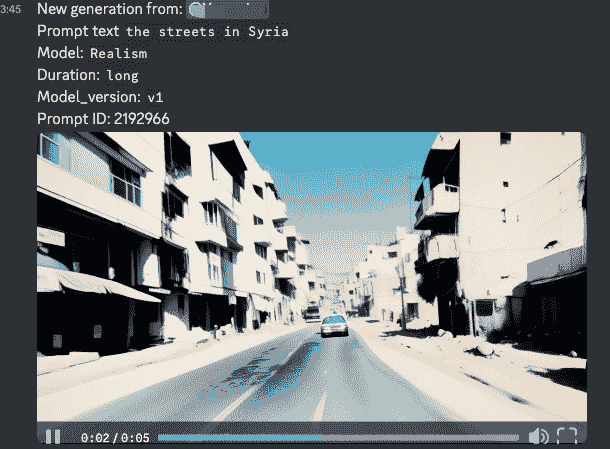 3:45
New generation from:
Prompt text the streets in Syria
Model: Realism
Duration: long
Model_version: v1
Prompt ID: 2192966
0:02 / 0:05